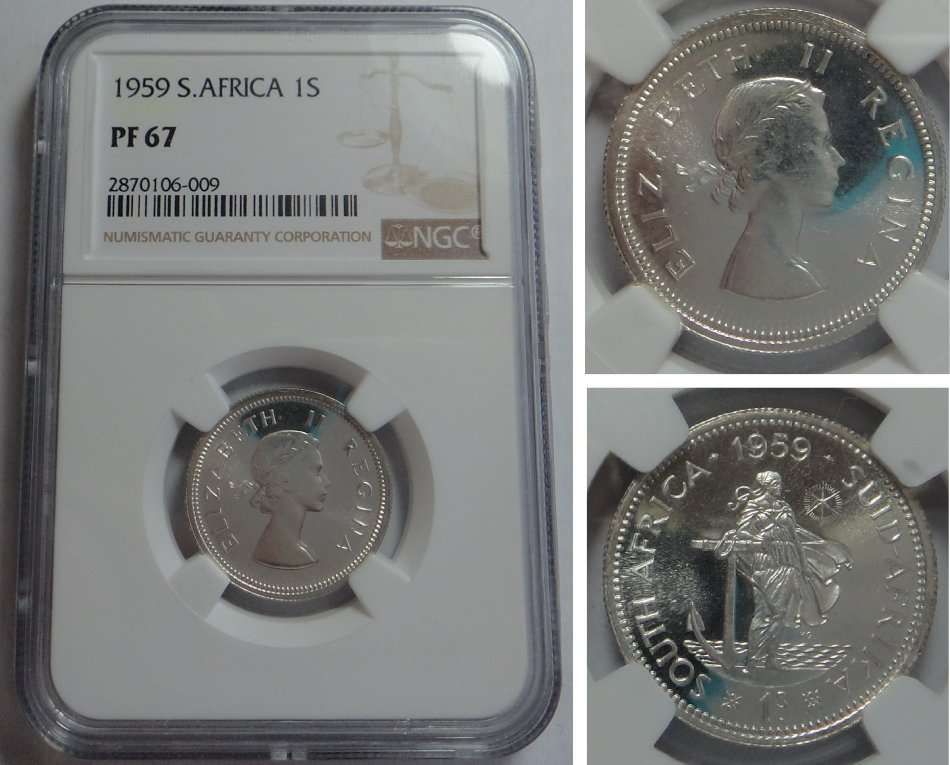 1959 S.AFRICA 1S
PF 67
2870106-009
NUMISMATIC GUARANTY CORPORATION
NGC®
ELIZABETH II REGINA
ELIZABETH II REGINA
SOUTH AFRICA · 1959 · SUID-AFRIKA
1S